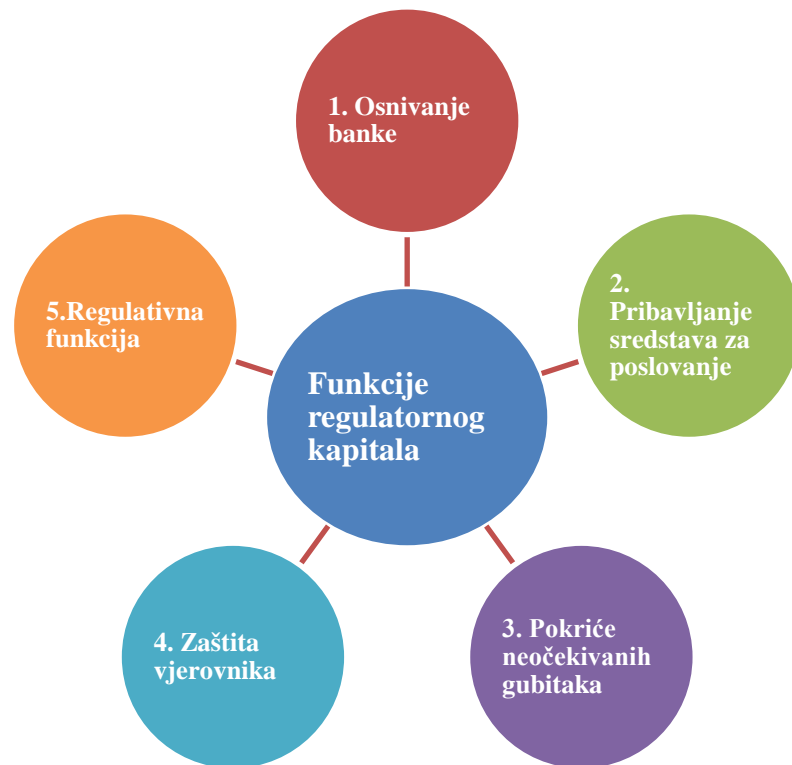 1. Osnivanje
banke
2.
Pribavljanje
sredstava za
poslovanje
3. Pokriće
neočekivanih
gubitaka
4. Zaštita
vjerovnika
5.Regulativna
funkcija
Funkcije
regulatornog
kapitala